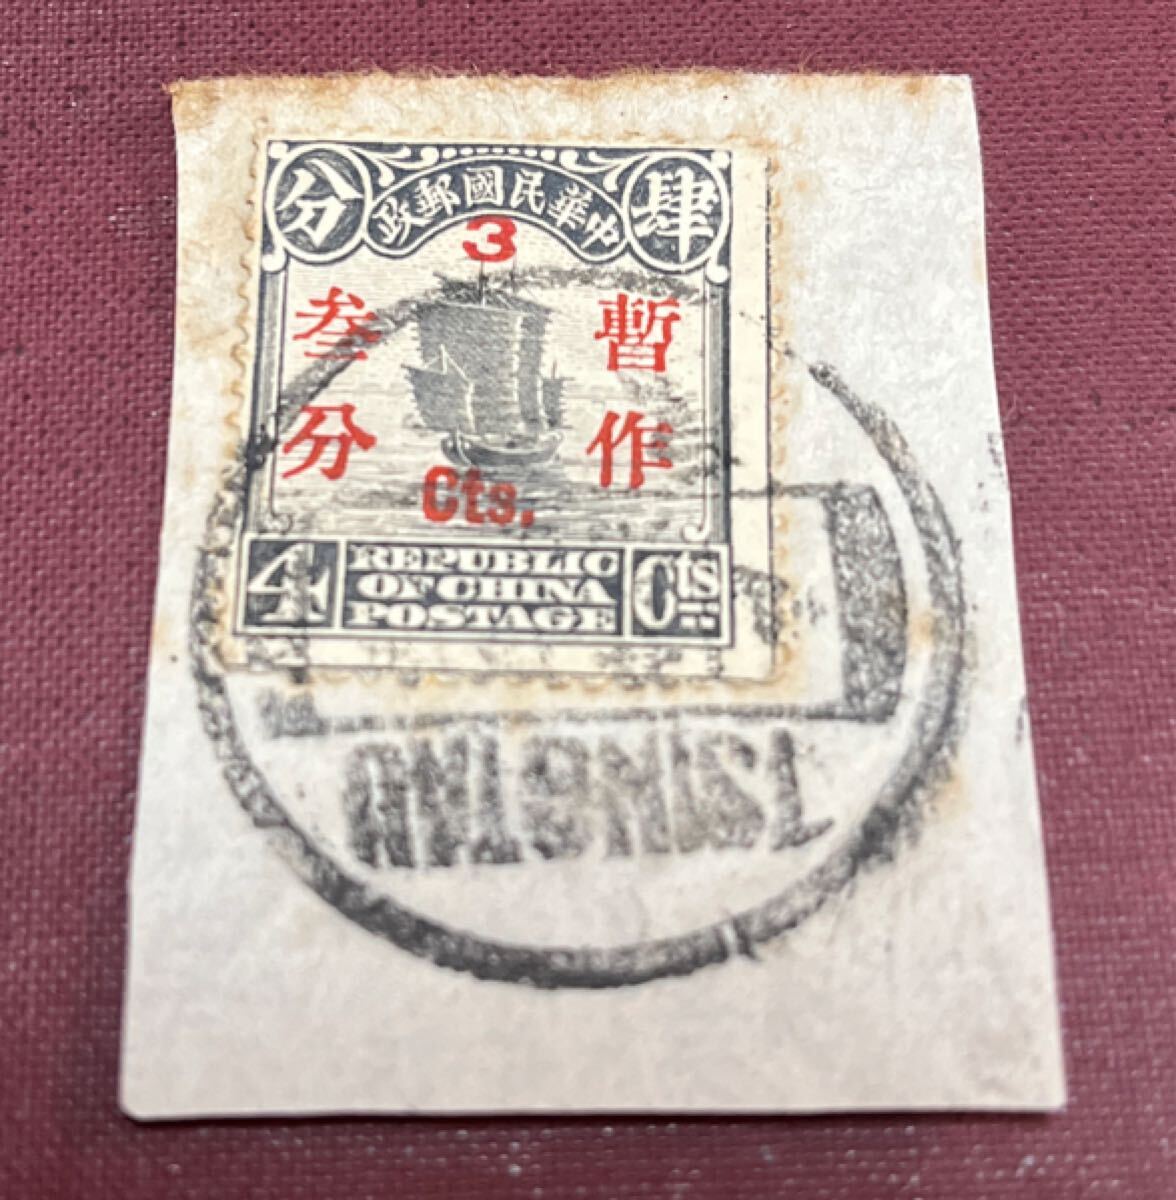 中華民國郵政
肆
分
3
暫作
叁分
Cts.
4
REPUBLIC
OF CHINA
POSTAGE
Cts
TSINGTAU